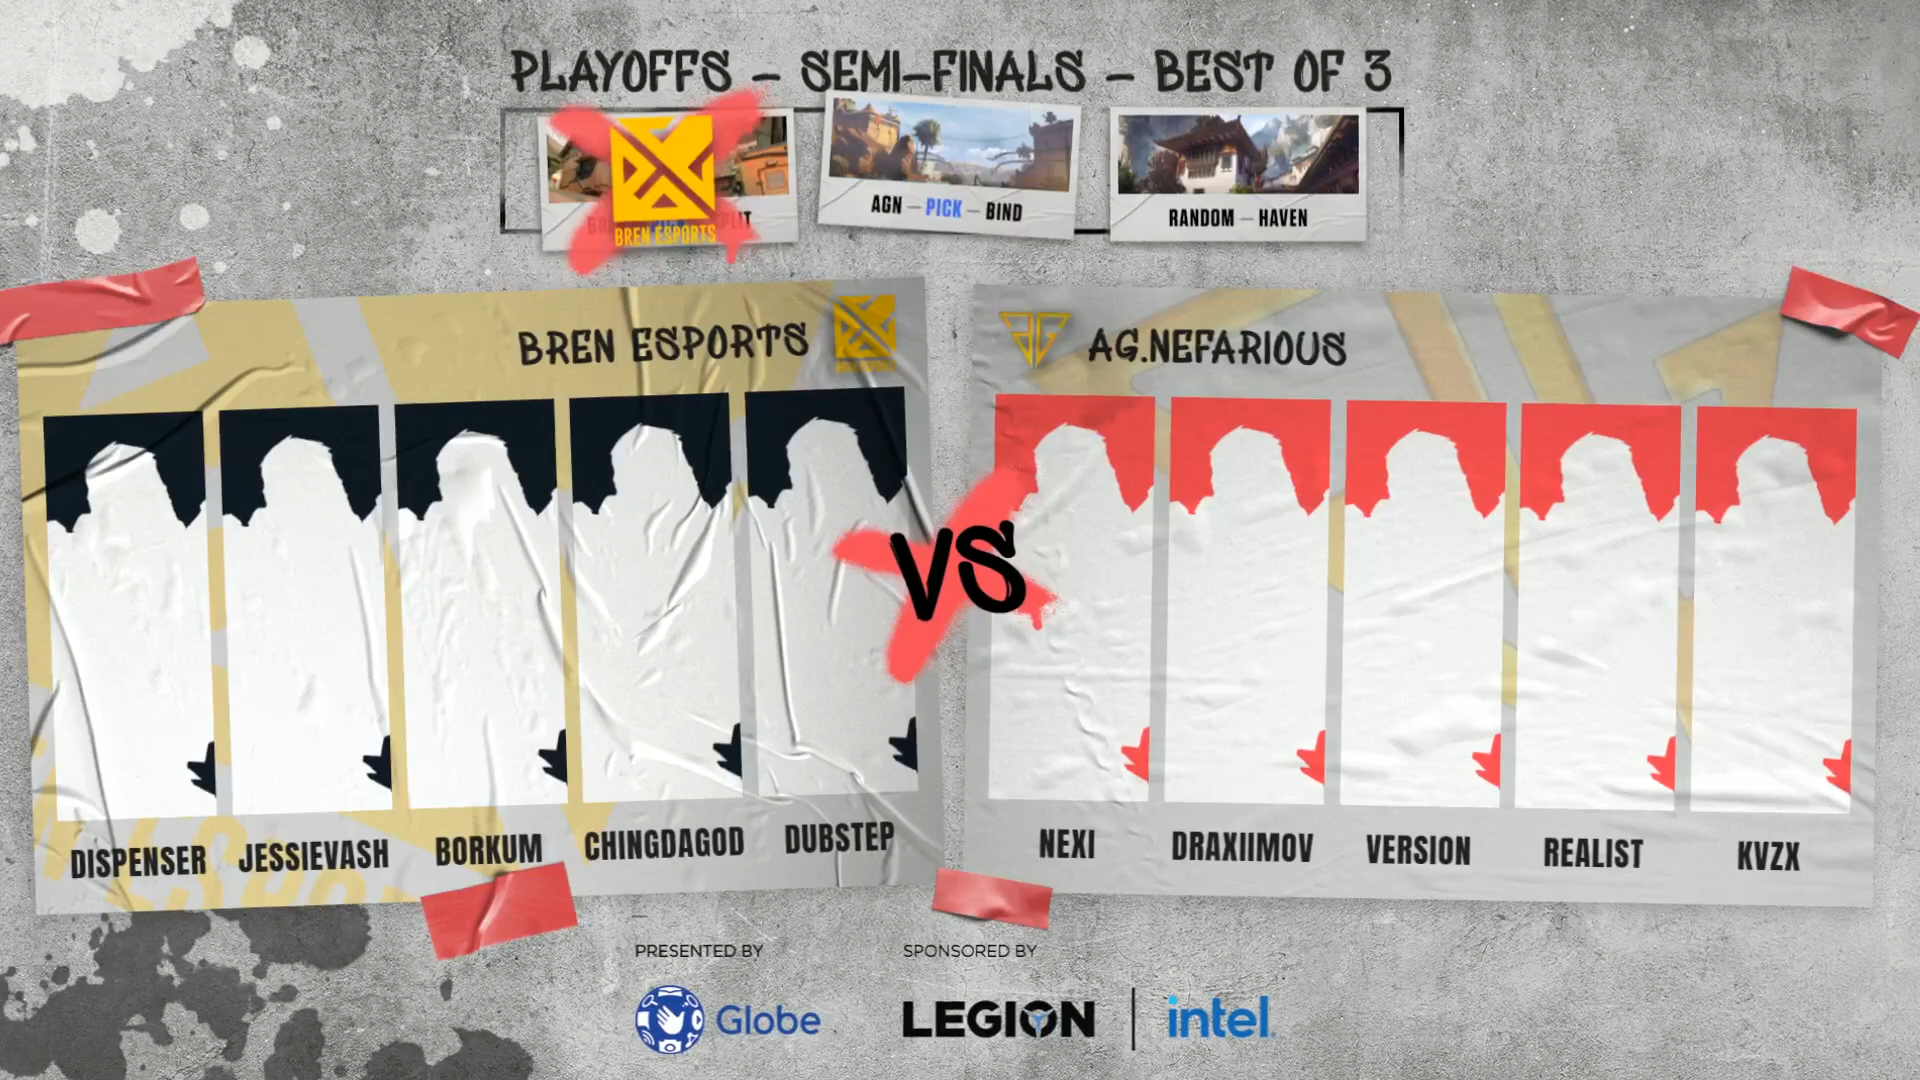 PLAYOFFS - SEMI-FINALS - BEST OF 3
BREN ESPORTS
AGN - PICK - BIND
RANDOM - HAVEN
BREN ESPORTS
AG.NEFARIOUS
VS
DISPENSER
JESSIEVASH
BORKUM
CHINGDAGOD
DUBSTEP
NEXI
DRAXIIMOV
VERSION
REALIST
KVZX
PRESENTED BY
SPONSORED BY
Globe
LEGION
intel